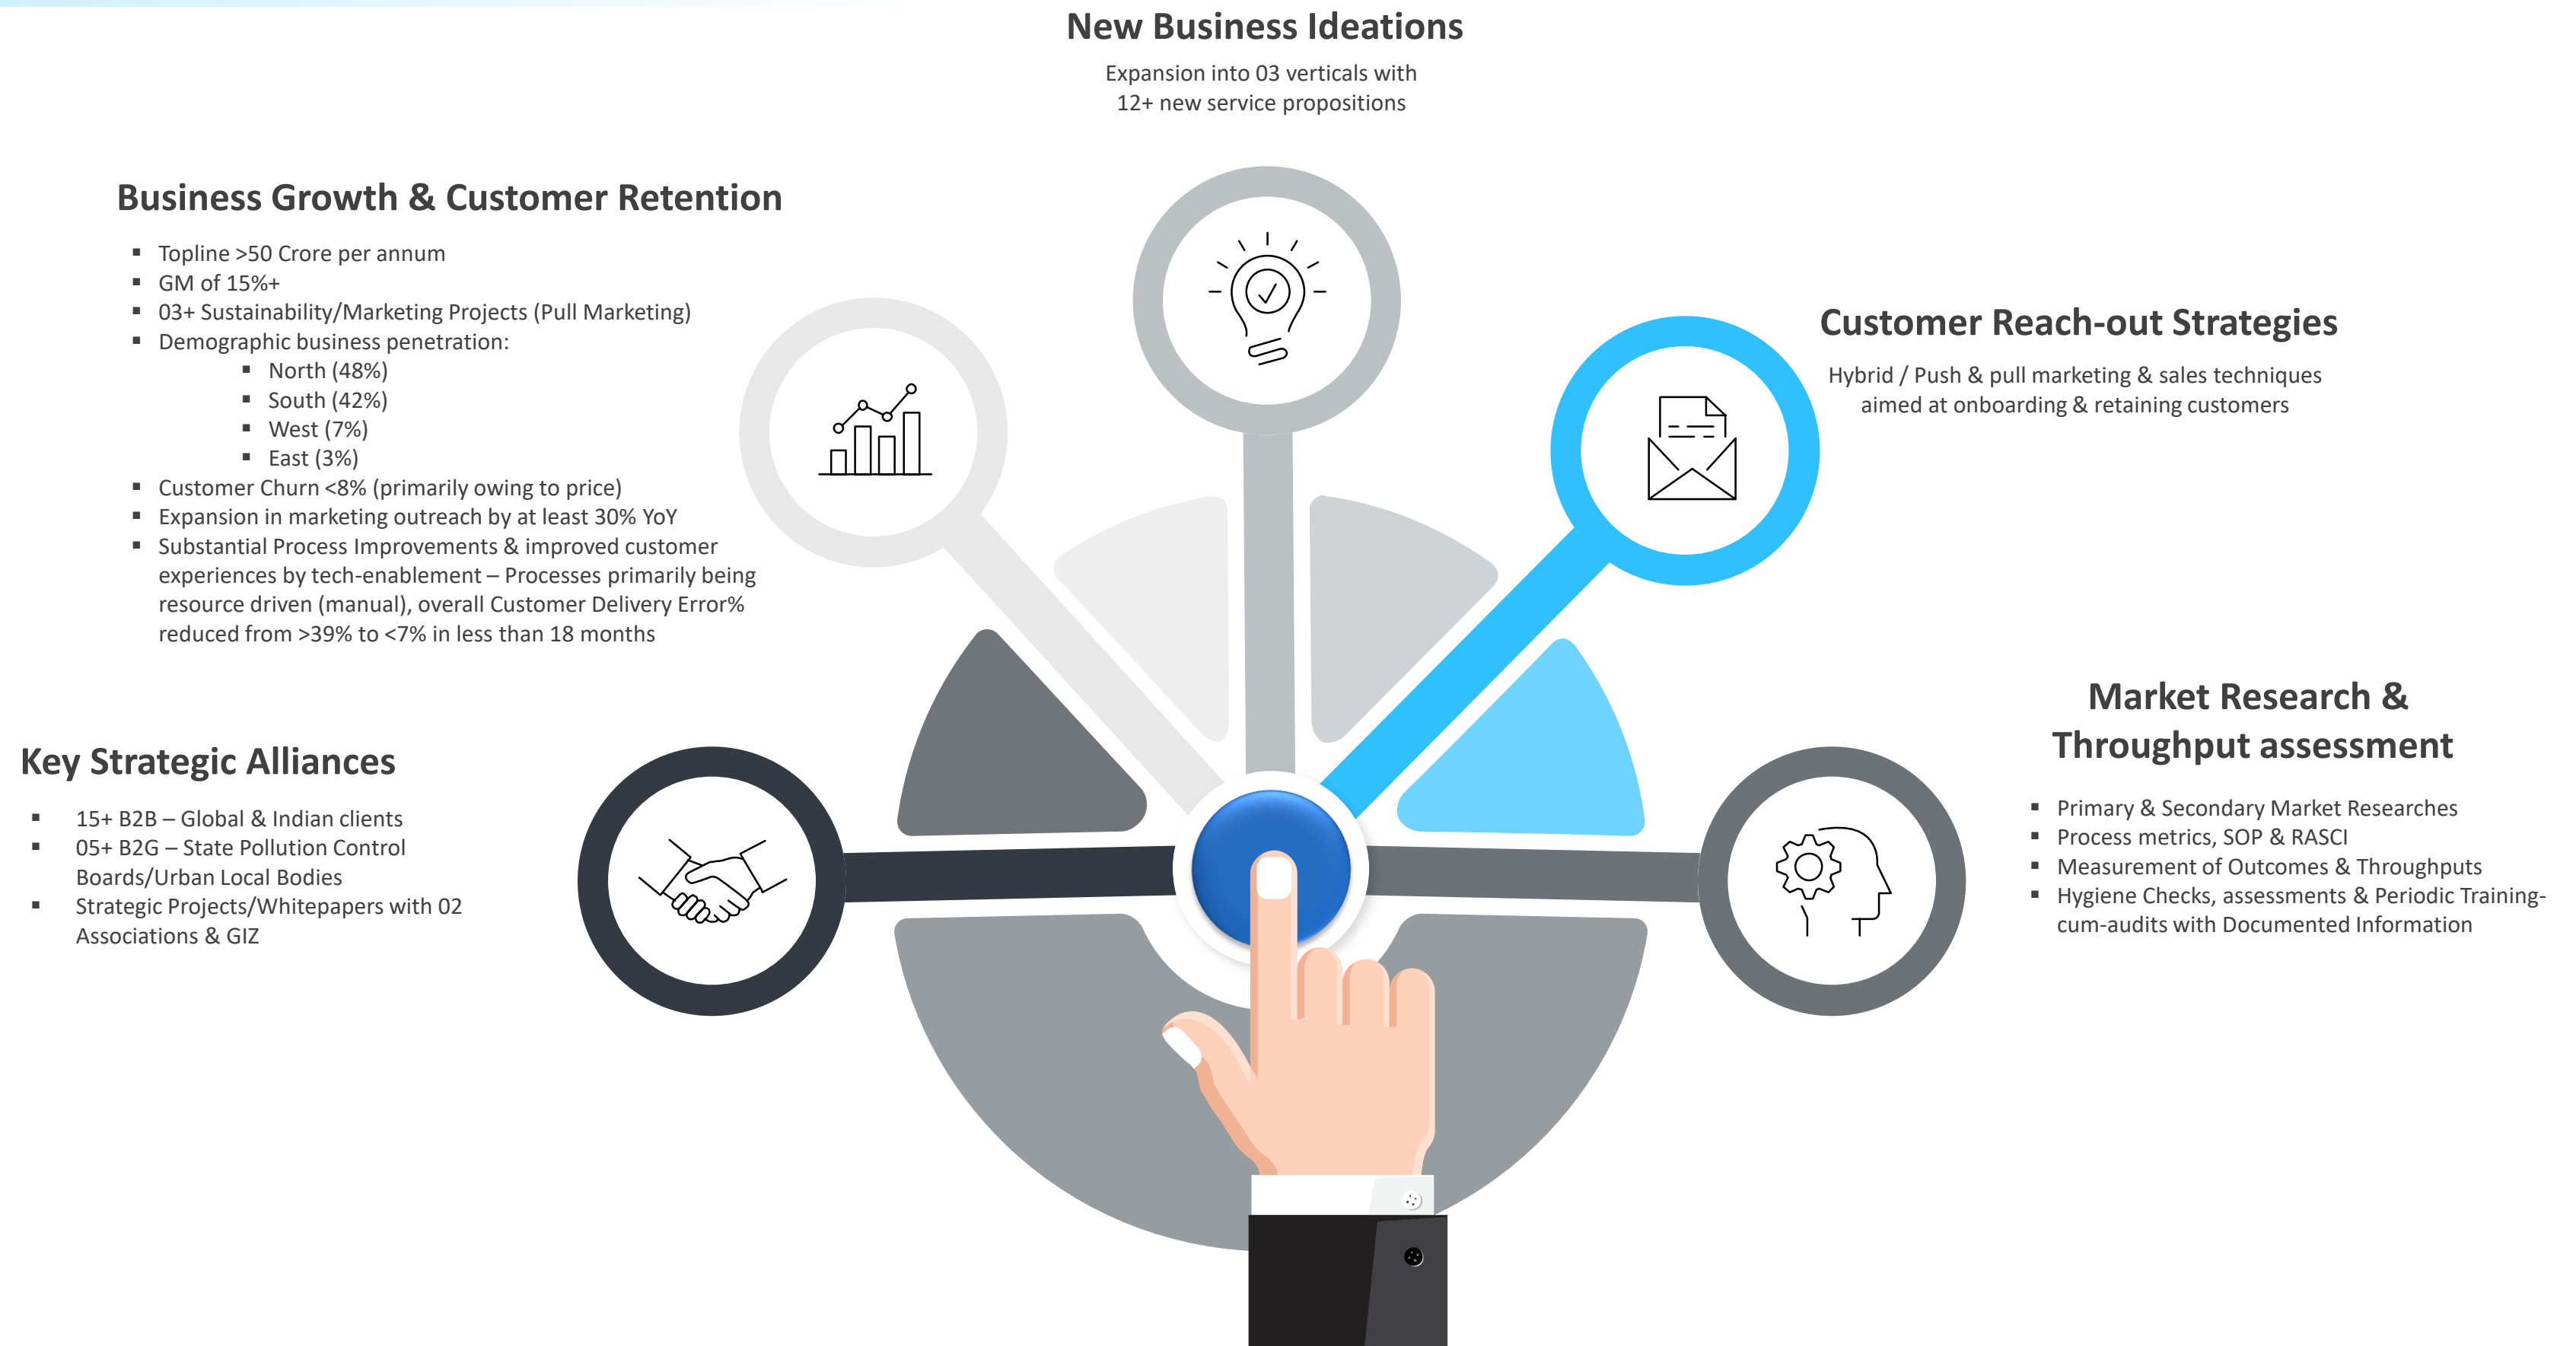 New Business Ideations
Expansion into 03 verticals with
12+ new service propositions
Business Growth & Customer Retention
▪ Topline >50 Crore per annum
▪ GM of 15%+
▪ 03+ Sustainability/Marketing Projects (Pull Marketing)
▪ Demographic business penetration:
▪ North (48%)
▪ South (42%)
▪ West (7%)
▪ East (3%)
▪ Customer Churn <8% (primarily owing to price)
▪ Expansion in marketing outreach by at least 30% YoY
▪ Substantial Process Improvements & improved customer
experiences by tech-enablement – Processes primarily being
resource driven (manual), overall Customer Delivery Error%
reduced from >39% to <7% in less than 18 months
Customer Reach-out Strategies
Hybrid / Push & pull marketing & sales techniques
aimed at onboarding & retaining customers
Key Strategic Alliances
▪ 15+ B2B – Global & Indian clients
▪ 05+ B2G – State Pollution Control
Boards/Urban Local Bodies
▪ Strategic Projects/Whitepapers with 02
Associations & GIZ
Market Research &
Throughput assessment
▪ Primary & Secondary Market Researches
▪ Process metrics, SOP & RASCI
▪ Measurement of Outcomes & Throughputs
▪ Hygiene Checks, assessments & Periodic Training-
cum-audits with Documented Information